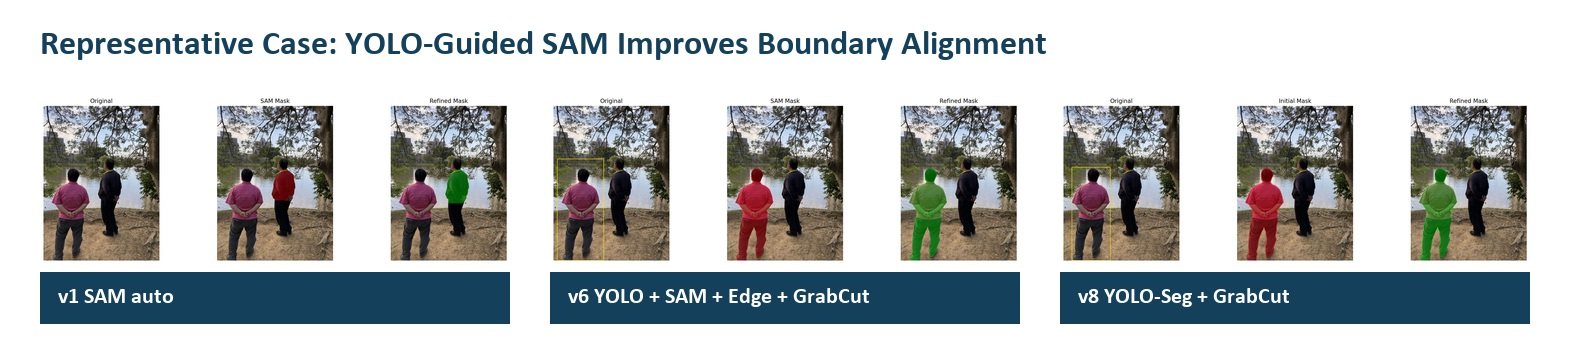 Representative Case: YOLO-Guided SAM Improves Boundary Alignment
Original
SAM Mask
Refined Mask
Original
SAM Mask
Refined Mask
Original
Initial Mask
Refined Mask
v1 SAM auto
v6 YOLO + SAM + Edge + GrabCut
v8 YOLO-Seg + GrabCut